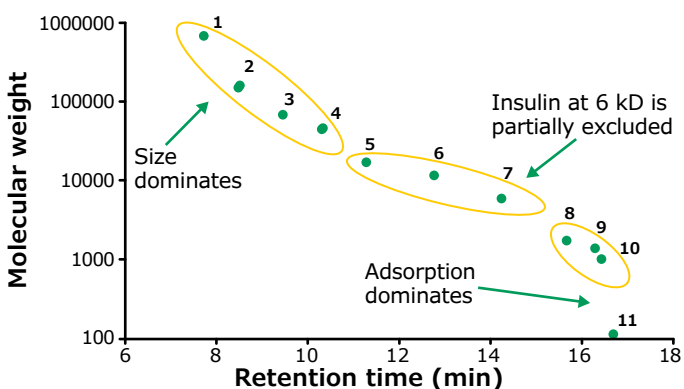 1000000
100000
10000
1000
100
Molecular weight
1
2
3
4
5
6
7
8
9
10
11
Size
dominates
Insulin at 6 kD is
partially excluded
Adsorption
dominates
6
8
10
12
14
16
18
Retention time (min)